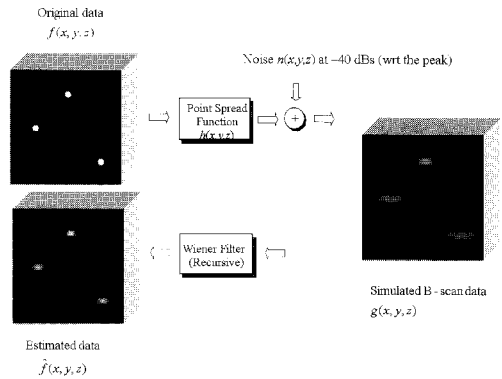 Original data
f(x, y, z)
Noise n(x,y,z) at –40 dBs (wrt the peak)
Point Spread
Function
h(x,y,z)
+
Wiener Filter
(Recursive)
Simulated B - scan data
g(x, y, z)
Estimated data
f̂(x, y, z)